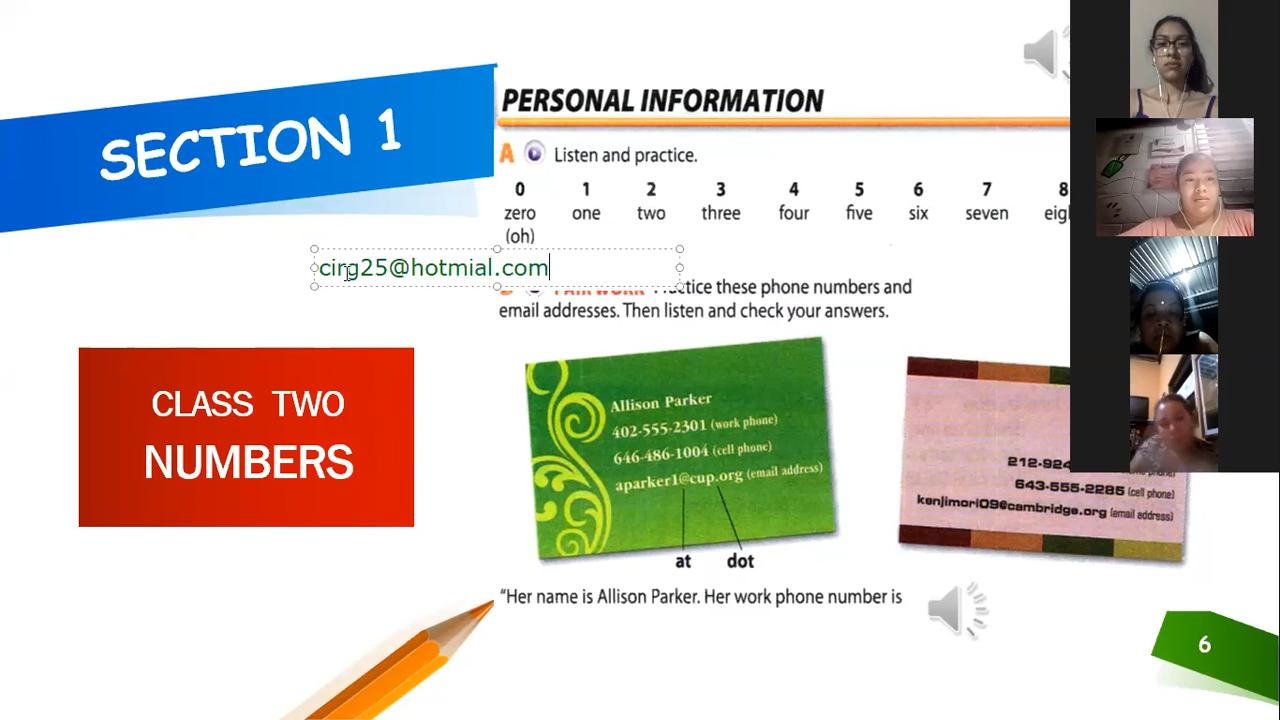 SECTION 1
PERSONAL INFORMATION
A Listen and practice.
0 1 2 3 4 5 6 7 8
zero one two three four five six seven
(oh)
cirg25@hotmial.com
PAIR WORK Practice these phone numbers and
email addresses. Then listen and check your answers.
CLASS TWO
NUMBERS
Allison Parker
402-555-2301 (work phone)
646-486-1004 (cell phone)
aparker1@cup.org (email address)
at dot
212-924
643-555-2285 (cell phone)
kenjimori09@cambridge.org (email address)
"Her name is Allison Parker. Her work phone number is
6